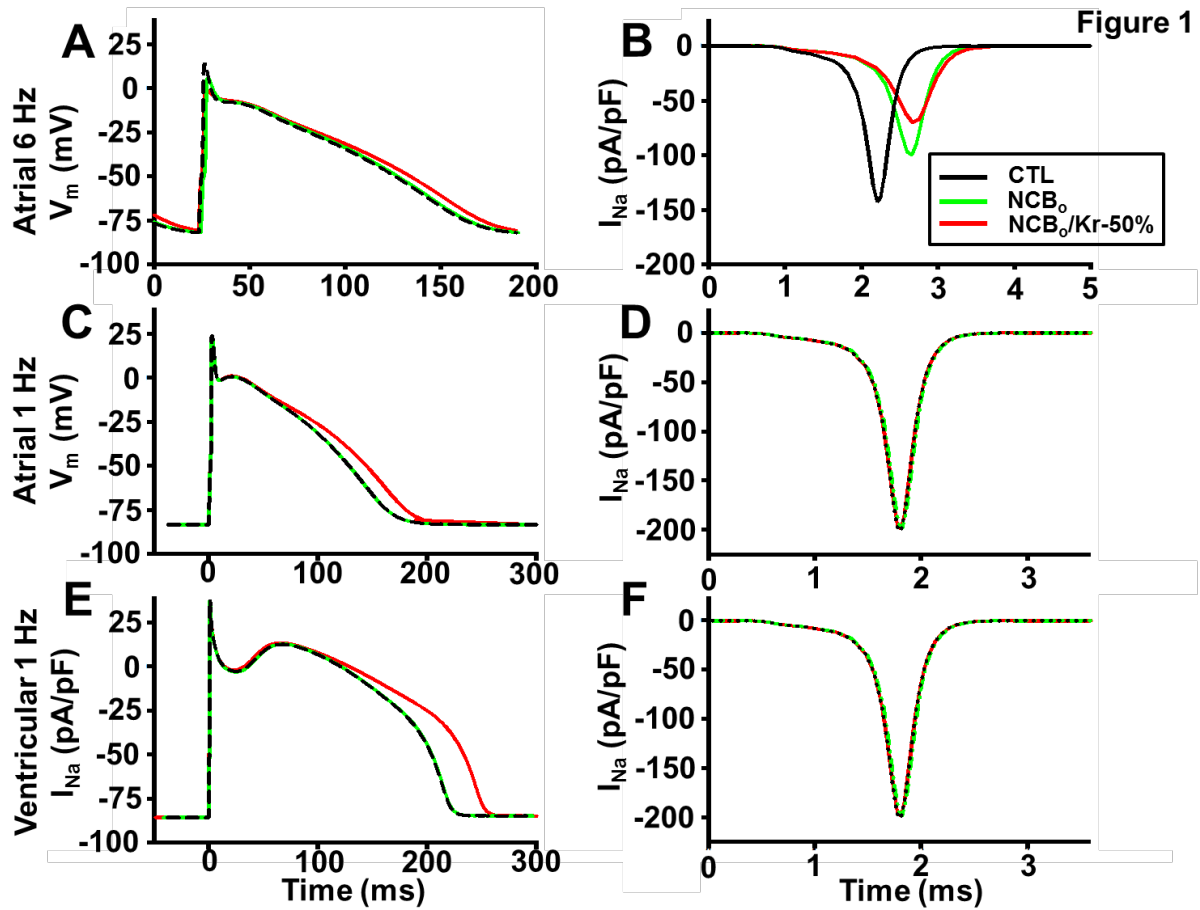 Figure 1
A
Atrial 6 Hz
Vm (mV)
25
0
-25
-50
-75
-100
0 50 100 150 200
B
INa (pA/pF)
0
-50
-100
-150
-200
0 1 2 3 4 5
CTL
NCBo
NCBo/Kr-50%
C
Atrial 1 Hz
Vm (mV)
25
0
-25
-50
-75
-100
0 100 200 300
D
INa (pA/pF)
0
-50
-100
-150
-200
0 1 2 3
E
Ventricular 1 Hz
INa (pA/pF)
25
0
-25
-50
-75
-100
0 100 200 300
Time (ms)
F
INa (pA/pF)
0
-50
-100
-150
-200
0 1 2 3
Time (ms)